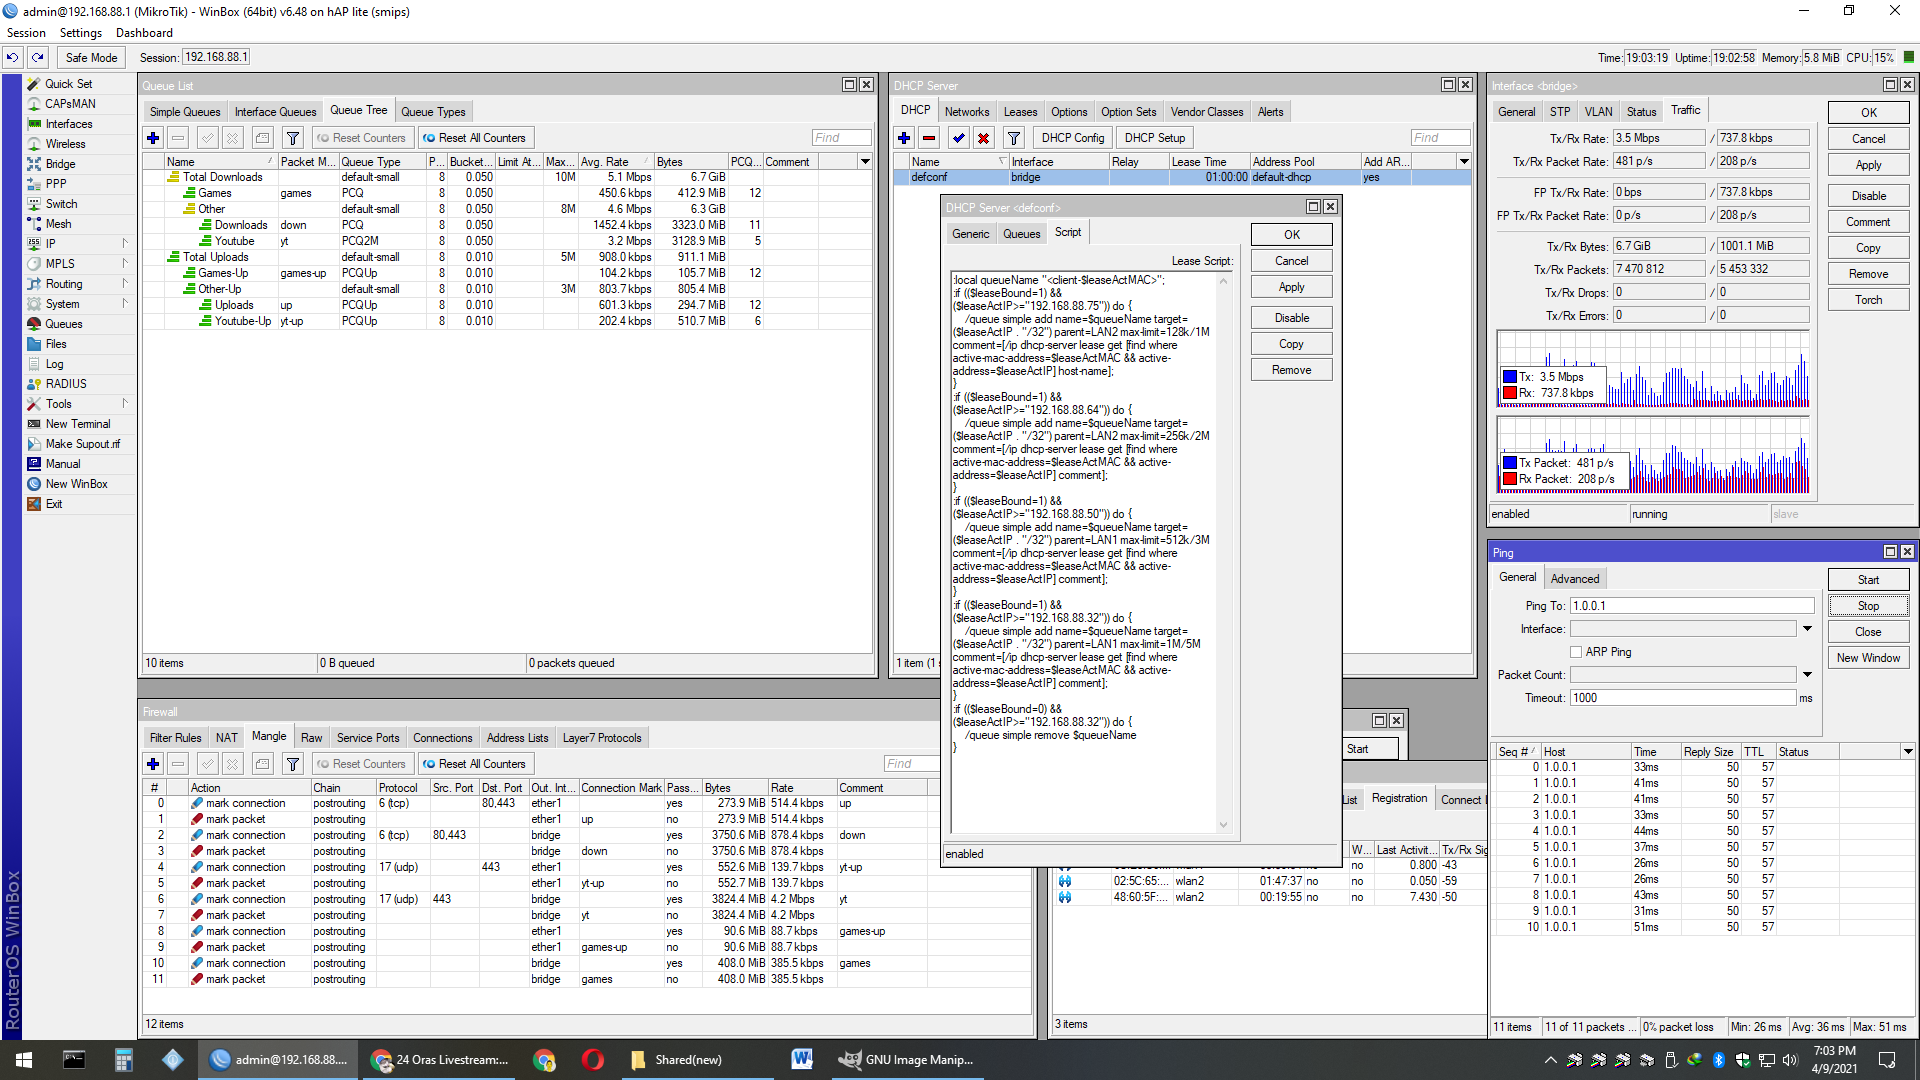 admin@192.168.88.1 (MikroTik) - WinBox (64bit) v6.48 on hAP lite (smips)
Session Settings Dashboard
Safe Mode Session: 192.168.88.1 Time: 19:03:19 Uptime: 19:02:58 Memory: 5.8 MiB CPU: 15%
Quick Set
CAPsMAN
Interfaces
Wireless
Bridge
PPP
Switch
Mesh
IP
MPLS
Routing
System
Queues
Files
Log
RADIUS
Tools
New Terminal
Make Supout.rif
Manual
New WinBox
Exit
RouterOS WinBox
Queue List
Simple Queues Interface Queues Queue Tree Queue Types
Reset Counters Reset All Counters Find
Name Packet M... Queue Type P... Bucket... Limit At... Max... Avg. Rate Bytes PCQ... Comment
Total Downloads default-small 8 0.050 10M 5.1 Mbps 6.7 GiB
Games games PCQ 8 0.050 450.6 kbps 412.9 MiB 12
Other default-small 8 0.050 8M 4.6 Mbps 6.3 GiB
Downloads down PCQ 8 0.050 1452.4 kbps 3323.0 MiB 11
Youtube yt PCQ2M 8 0.050 3.2 Mbps 3128.9 MiB 5
Total Uploads default-small 8 0.010 5M 908.0 kbps 911.1 MiB
Games-Up games-up PCQUp 8 0.010 104.2 kbps 105.7 MiB 12
Other-Up default-small 8 0.010 3M 803.7 kbps 805.4 MiB
Uploads up PCQUp 8 0.010 601.3 kbps 294.7 MiB 12
Youtube-Up yt-up PCQUp 8 0.010 202.4 kbps 510.7 MiB 6
10 items 0 B queued 0 packets queued
DHCP Server
DHCP Networks Leases Options Option Sets Vendor Classes Alerts
DHCP Config DHCP Setup Find
Name Interface Relay Lease Time Address Pool Add AR...
defconf bridge 01:00:00 default-dhcp yes
1 item (1 s
DHCP Server <defconf>
Generic Queues Script
Lease Script:
:local queueName "<client-$leaseActMAC>";
:if (($leaseBound=1) &&
($leaseActIP>="192.168.88.75")) do {
/queue simple add name=$queueName target=
($leaseActIP . "/32") parent=LAN2 max-limit=128k/1M
comment=[/ip dhcp-server lease get [find where
active-mac-address=$leaseActMAC && active-
address=$leaseActIP] host-name];
}
:if (($leaseBound=1) &&
($leaseActIP>="192.168.88.64")) do {
/queue simple add name=$queueName target=
($leaseActIP . "/32") parent=LAN2 max-limit=256k/2M
comment=[/ip dhcp-server lease get [find where
active-mac-address=$leaseActMAC && active-
address=$leaseActIP] comment];
}
:if (($leaseBound=1) &&
($leaseActIP>="192.168.88.50")) do {
/queue simple add name=$queueName target=
($leaseActIP . "/32") parent=LAN1 max-limit=512k/3M
comment=[/ip dhcp-server lease get [find where
active-mac-address=$leaseActMAC && active-
address=$leaseActIP] comment];
}
:if (($leaseBound=1) &&
($leaseActIP>="192.168.88.32")) do {
/queue simple add name=$queueName target=
($leaseActIP . "/32") parent=LAN1 max-limit=1M/5M
comment=[/ip dhcp-server lease get [find where
active-mac-address=$leaseActMAC && active-
address=$leaseActIP] comment];
}
:if (($leaseBound=0) &&
($leaseActIP>="192.168.88.32")) do {
/queue simple remove $queueName
}
enabled
OK
Cancel
Apply
Disable
Copy
Remove
Interface <bridge>
General STP VLAN Status Traffic
Tx/Rx Rate: 3.5 Mbps / 737.8 kbps
Tx/Rx Packet Rate: 481 p/s / 208 p/s
FP Tx/Rx Rate: 0 bps / 737.8 kbps
FP Tx/Rx Packet Rate: 0 p/s / 208 p/s
Tx/Rx Bytes: 6.7 GiB / 1001.1 MiB
Tx/Rx Packets: 7 470 812 / 5 453 332
Tx/Rx Drops: 0 / 0
Tx/Rx Errors: 0 / 0
Tx: 3.5 Mbps
Rx: 737.8 kbps
Tx Packet: 481 p/s
Rx Packet: 208 p/s
enabled running slave
OK
Cancel
Apply
Disable
Comment
Copy
Remove
Torch
Ping
General Advanced
Ping To: 1.0.0.1
Interface:
ARP Ping
Packet Count:
Timeout: 1000 ms
Start
Stop
Close
New Window
Seq # Host Time Reply Size TTL Status
0 1.0.0.1 33ms 50 57
1 1.0.0.1 41ms 50 57
2 1.0.0.1 41ms 50 57
3 1.0.0.1 33ms 50 57
4 1.0.0.1 44ms 50 57
5 1.0.0.1 37ms 50 57
6 1.0.0.1 26ms 50 57
7 1.0.0.1 26ms 50 57
8 1.0.0.1 43ms 50 57
9 1.0.0.1 31ms 50 57
10 1.0.0.1 51ms 50 57
11 items 11 of 11 packets ... 0% packet loss Min: 26 ms Avg: 36 ms Max: 51 ms
Firewall
Filter Rules NAT Mangle Raw Service Ports Connections Address Lists Layer7 Protocols
Reset Counters Reset All Counters Find
# Action Chain Protocol Src. Port Dst. Port Out. Int... Connection Mark Pass... Bytes Rate Comment
0 mark connection postrouting 6 (tcp) 80,443 ether1 yes 273.9 MiB 514.4 kbps up
1 mark packet postrouting ether1 up no 273.9 MiB 514.4 kbps
2 mark connection postrouting 6 (tcp) 80,443 bridge yes 3750.6 MiB 878.4 kbps down
3 mark packet postrouting bridge down no 3750.6 MiB 878.4 kbps
4 mark connection postrouting 17 (udp) 443 ether1 yes 552.6 MiB 139.7 kbps yt-up
5 mark packet postrouting ether1 yt-up no 552.7 MiB 139.7 kbps
6 mark connection postrouting 17 (udp) 443 bridge yes 3824.4 MiB 4.2 Mbps yt
7 mark packet postrouting bridge yt no 3824.4 MiB 4.2 Mbps
8 mark connection postrouting ether1 yes 90.6 MiB 88.7 kbps games-up
9 mark packet postrouting ether1 games-up no 90.6 MiB 88.7 kbps
10 mark connection postrouting bridge yes 408.0 MiB 385.5 kbps games
11 mark packet postrouting bridge games no 408.0 MiB 385.5 kbps
12 items
Start
List Registration Connect L
W... Last Activit... Tx/Rx Sig
no 0.800 -43
02:5C:65:... wlan2 01:47:37 no no 0.050 -59
48:60:5F:... wlan2 00:19:55 no no 7.430 -50
3 items
admin@192.168.88.... 24 Oras Livestream:... Shared(new) GNU Image Manip...
7:03 PM
4/9/2021